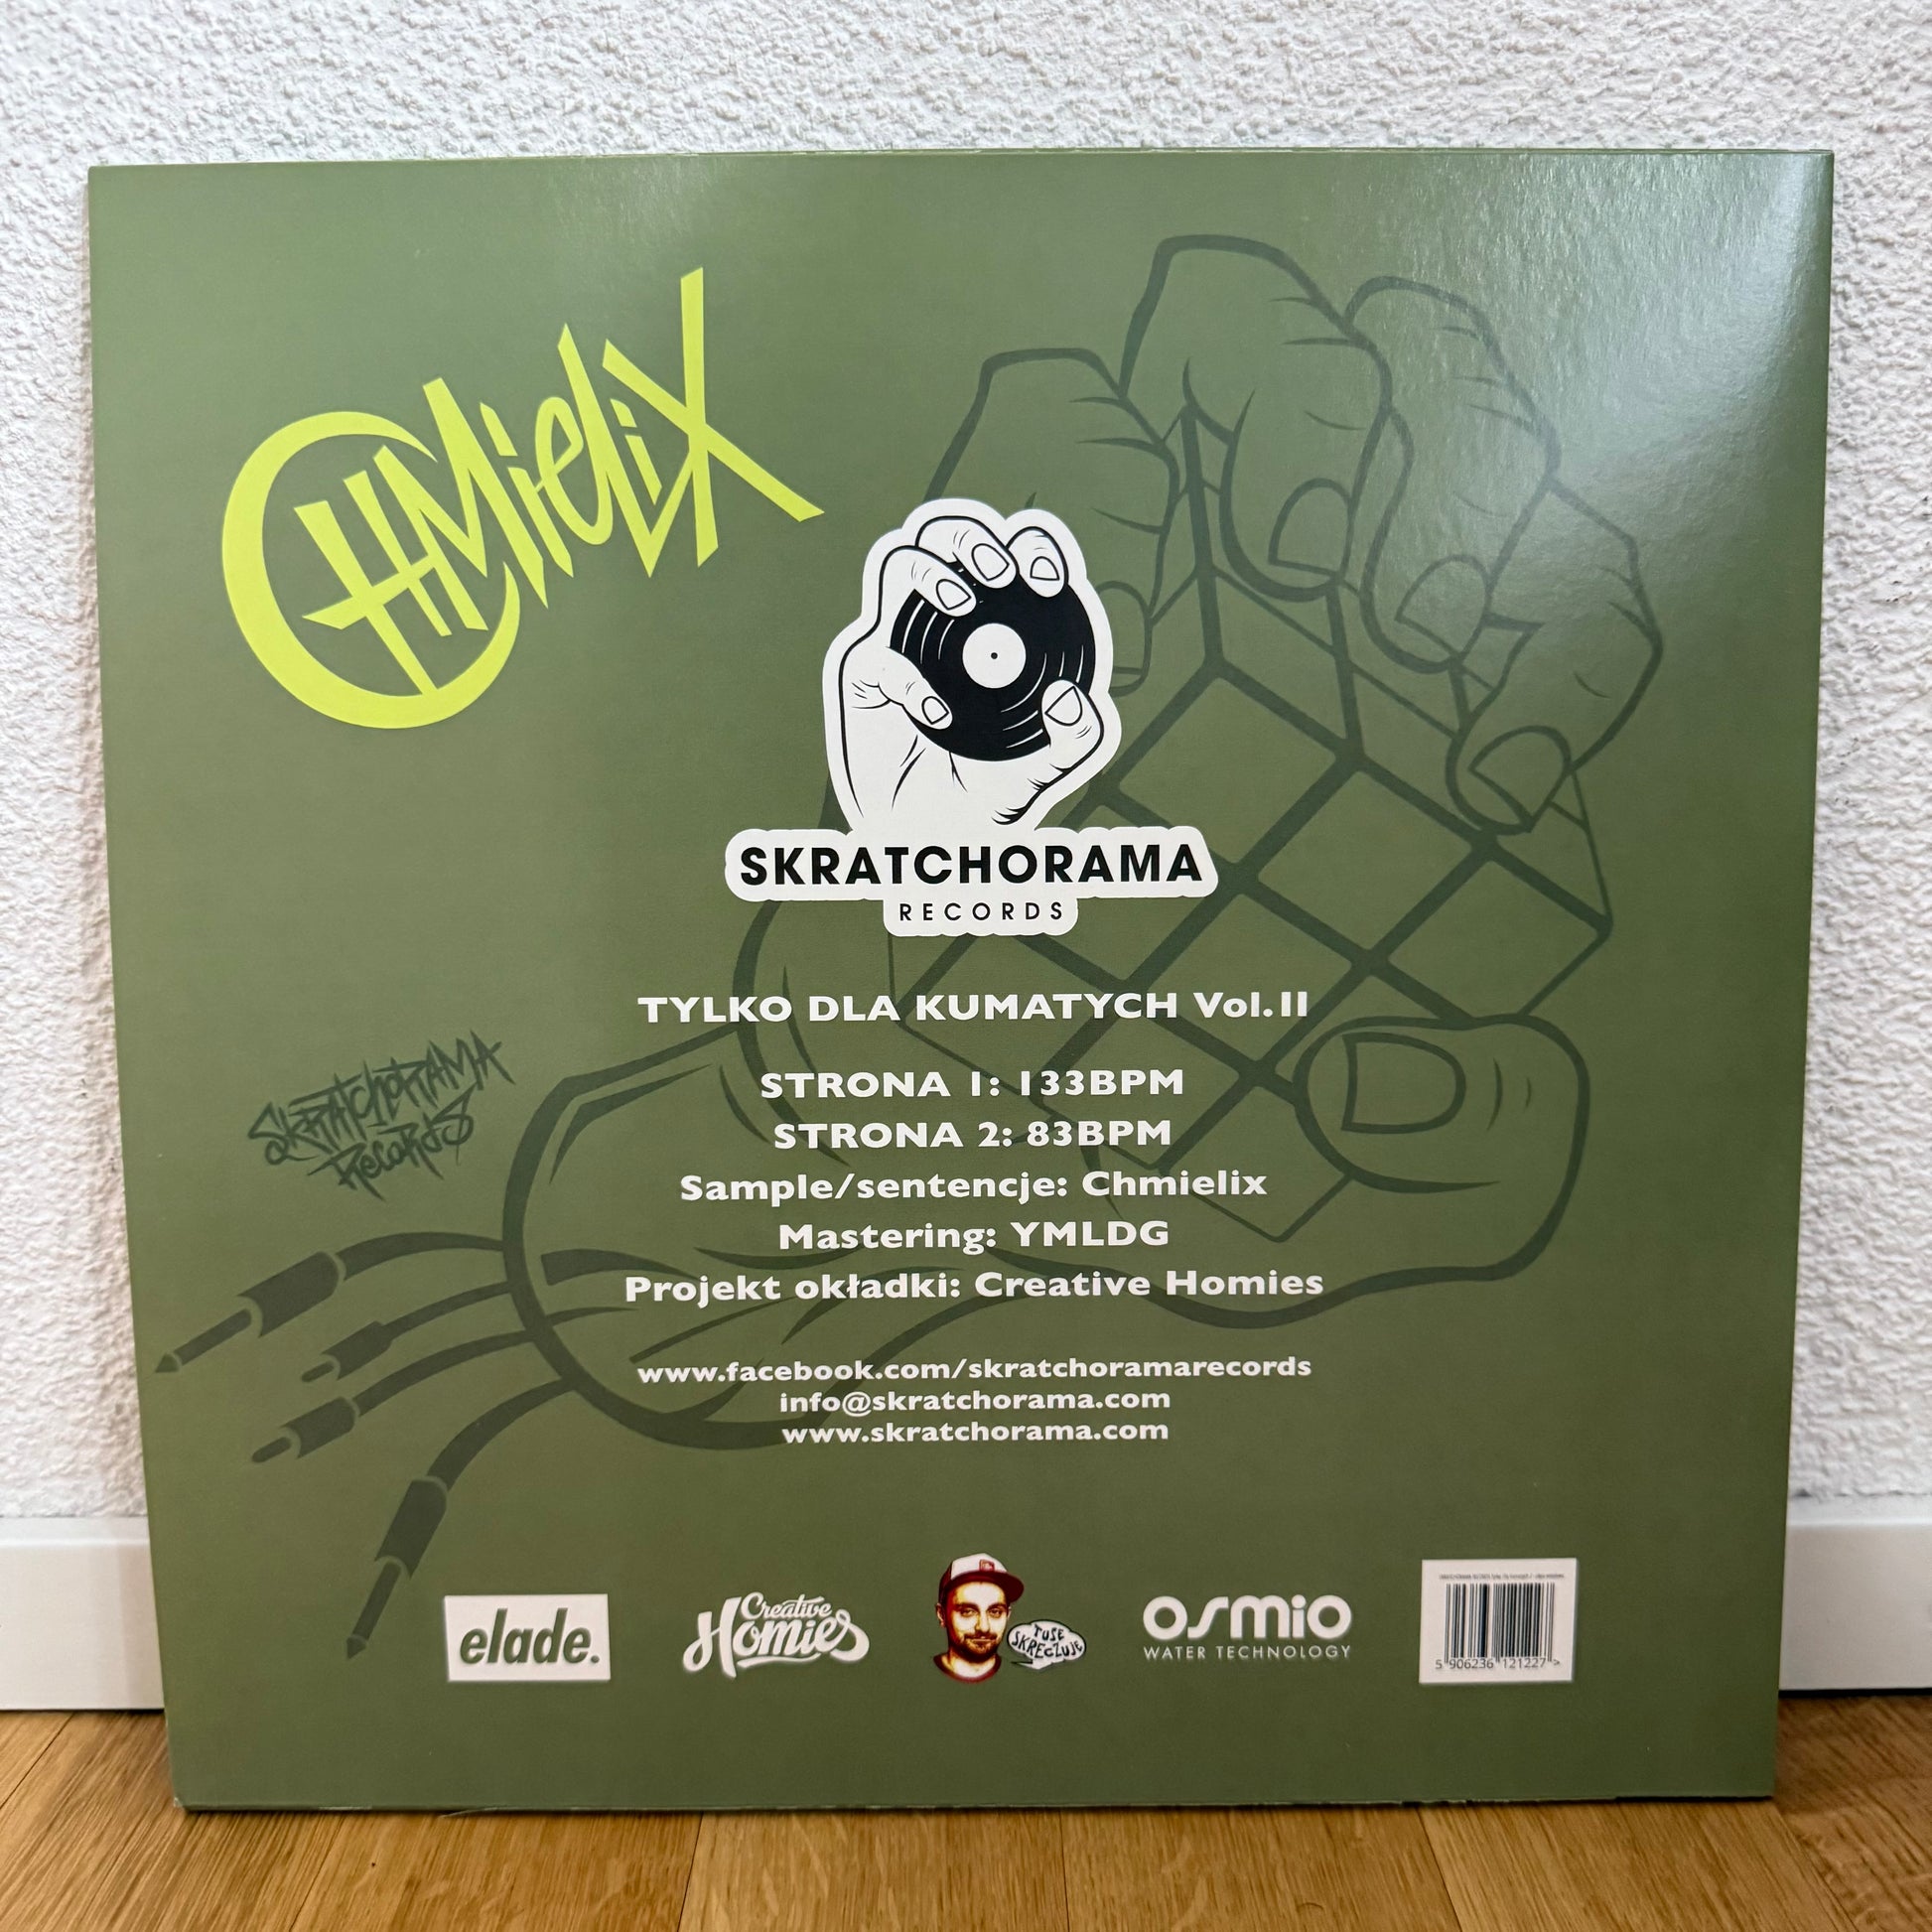 CHMieliX
SKRATCHORAMA
RECORDS
TYLKO DLA KUMATYCH Vol.II
STRONA 1: 133BPM
STRONA 2: 83BPM
Sample/sentencje: Chmielix
Mastering: YMLDG
Projekt okładki: Creative Homies
SKRATCHORAMA
RecoRdS
www.facebook.com/skratchoramarecords
info@skratchorama.com
www.skratchorama.com
elade.
Creative
Homies
TUSE
SKRECZUJE
osmio
WATER TECHNOLOGY
5 906236 121227 >